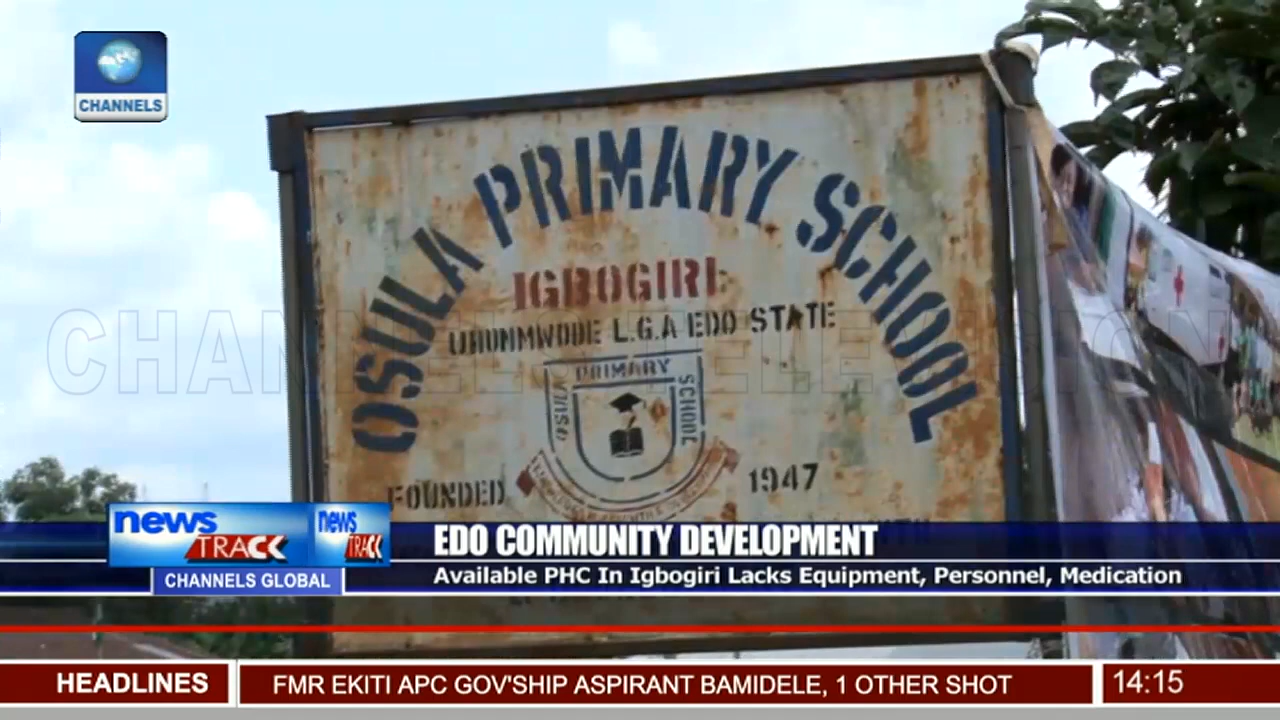 CHANNELS
OSULA PRIMARY SCHOOL
IGBOGIRI
UHUNMWODE L.G.A EDO STATE
PRIMARY
OSULA
SCHOOL
FOUNDED 1947
CHANNELS TELEVISION
news TRACK
news TRACK
CHANNELS GLOBAL
EDO COMMUNITY DEVELOPMENT
Available PHC In Igbogiri Lacks Equipment, Personnel, Medication
HEADLINES
FMR EKITI APC GOV'SHIP ASPIRANT BAMIDELE, 1 OTHER SHOT
14:15